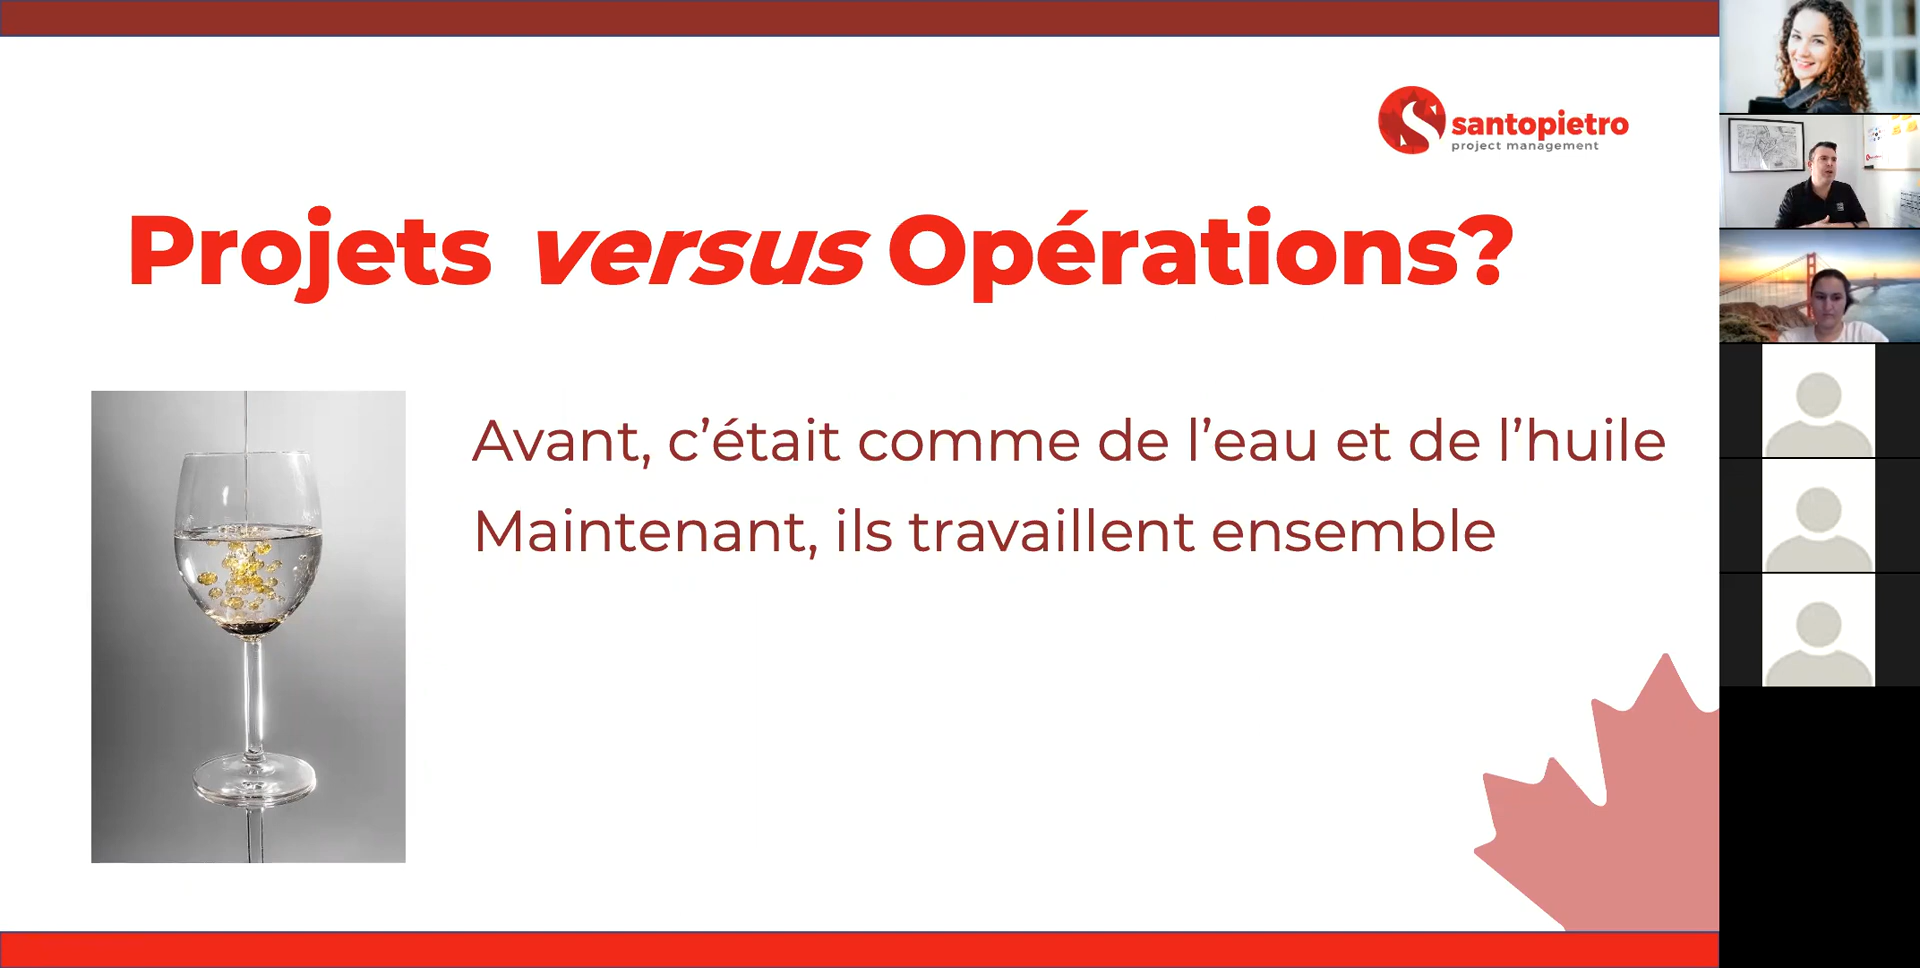 santopietro
project management
Projets versus Opérations?
Avant, c’était comme de l’eau et de l’huile
Maintenant, ils travaillent ensemble